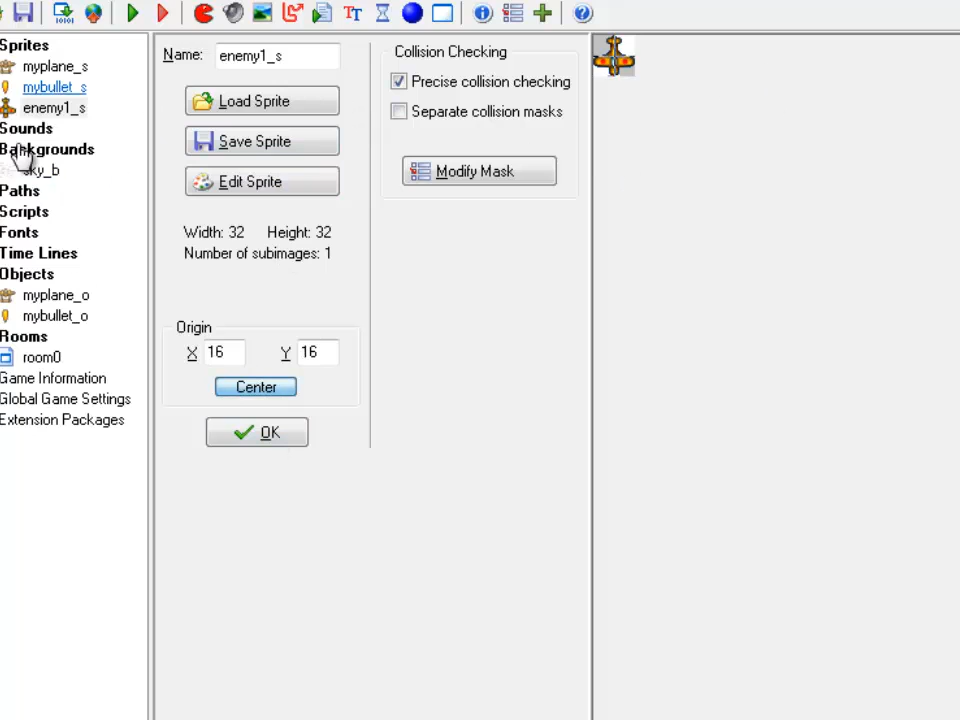 Sprites
myplane_s
mybullet_s
enemy1_s
Sounds
Backgrounds
sky_b
Paths
Scripts
Fonts
Time Lines
Objects
myplane_o
mybullet_o
Rooms
room0
Game Information
Global Game Settings
Extension Packages
Name: enemy1_s
Load Sprite
Save Sprite
Edit Sprite
Width: 32 Height: 32
Number of subimages: 1
Origin
X 16 Y 16
Center
OK
Collision Checking
Precise collision checking
Separate collision masks
Modify Mask